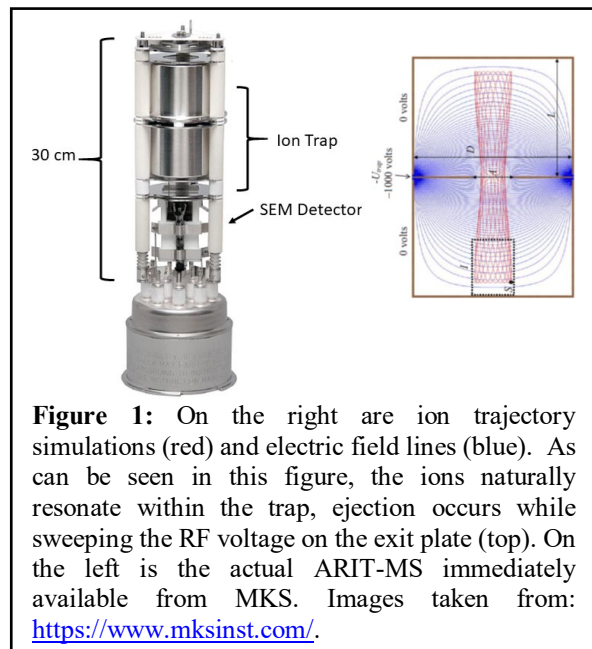 30 cm
Ion Trap
SEM Detector
0 volts
-Utrap
−1000 volts
0 volts
D
L
A
I
S
Figure 1: On the right are ion trajectory
simulations (red) and electric field lines (blue). As
can be seen in this figure, the ions naturally
resonate within the trap, ejection occurs while
sweeping the RF voltage on the exit plate (top). On
the left is the actual ARIT-MS immediately
available from MKS. Images taken from:
https://www.mksinst.com/.